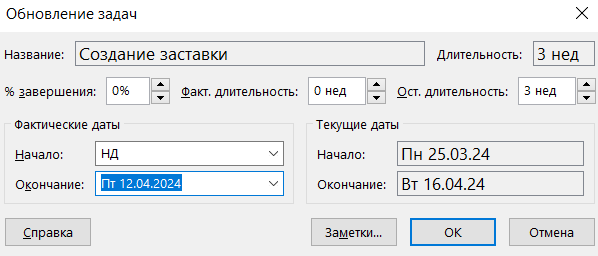 Обновление задач
Название: Создание заставки Длительность: 3 нед
% завершения: 0% Факт. длительность: 0 нед Ост. длительность: 3 нед
Фактические даты Текущие даты
Начало: НД Начало: Пн 25.03.24
Окончание: Пт 12.04.2024 Окончание: Вт 16.04.24
Справка Заметки... ОК Отмена